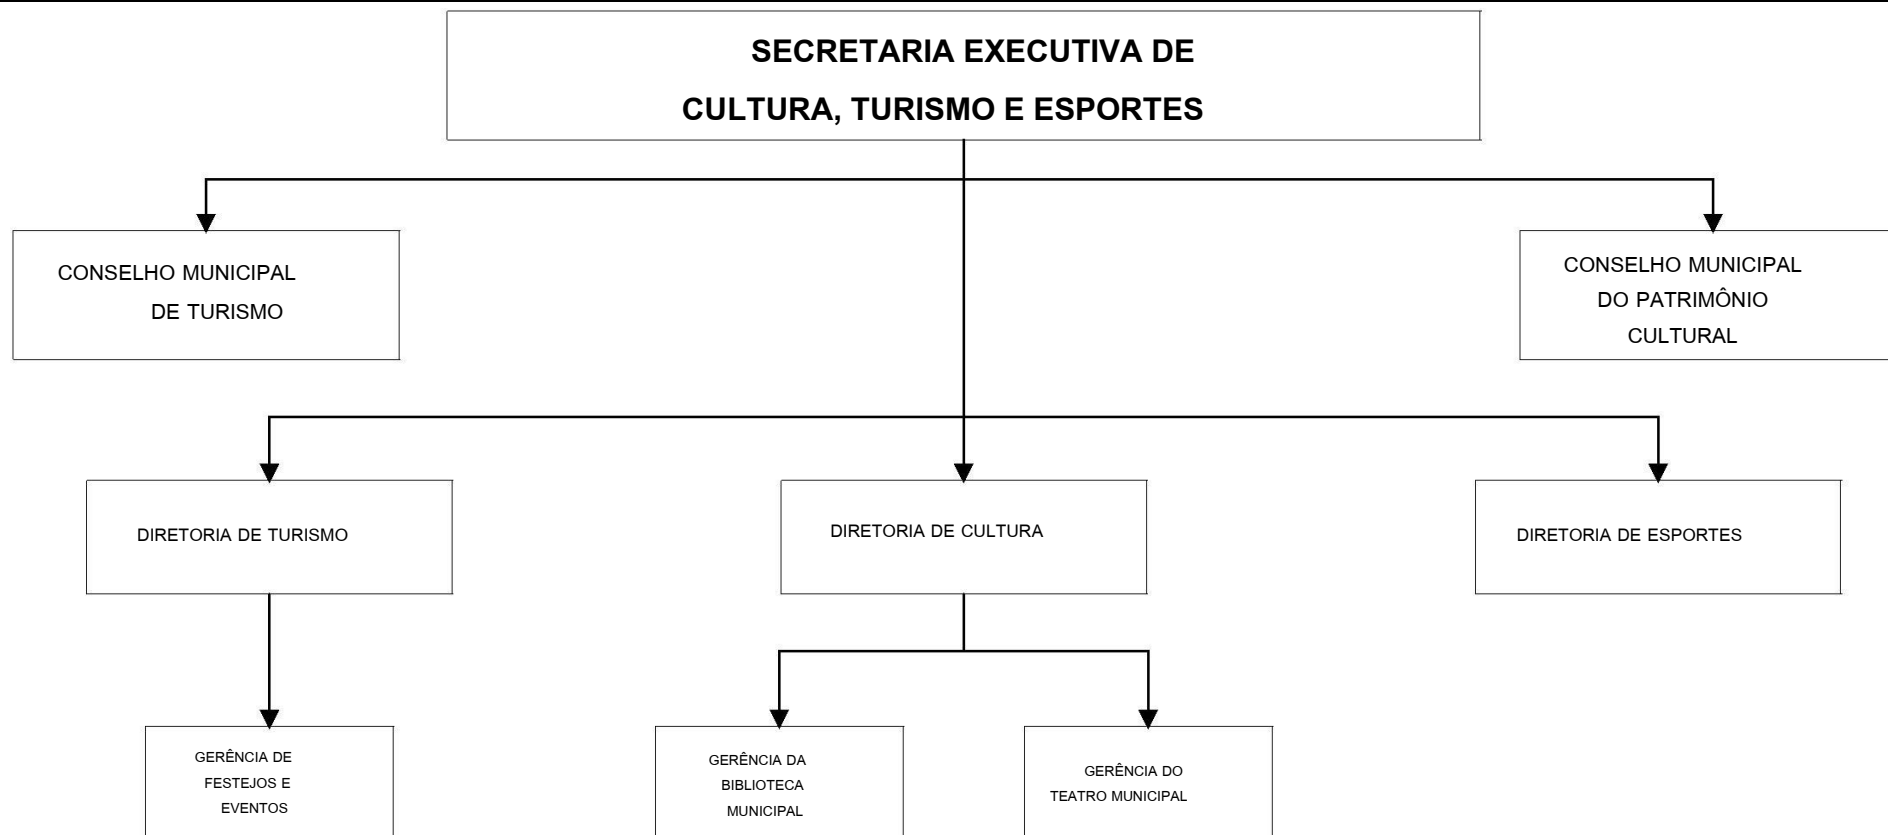 SECRETARIA EXECUTIVA DE
CULTURA, TURISMO E ESPORTES
CONSELHO MUNICIPAL
DE TURISMO
CONSELHO MUNICIPAL
DO PATRIMÔNIO
CULTURAL
DIRETORIA DE TURISMO
DIRETORIA DE CULTURA
DIRETORIA DE ESPORTES
GERÊNCIA DE
FESTEJOS E
EVENTOS
GERÊNCIA DA
BIBLIOTECA
MUNICIPAL
GERÊNCIA DO
TEATRO MUNICIPAL